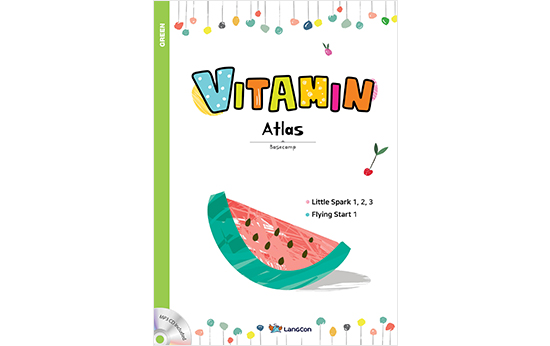 GREEN
VITAMIN
Atlas
Basecamp
Little Spark 1, 2, 3
Flying Start 1
MP3 CD Included
LangCon